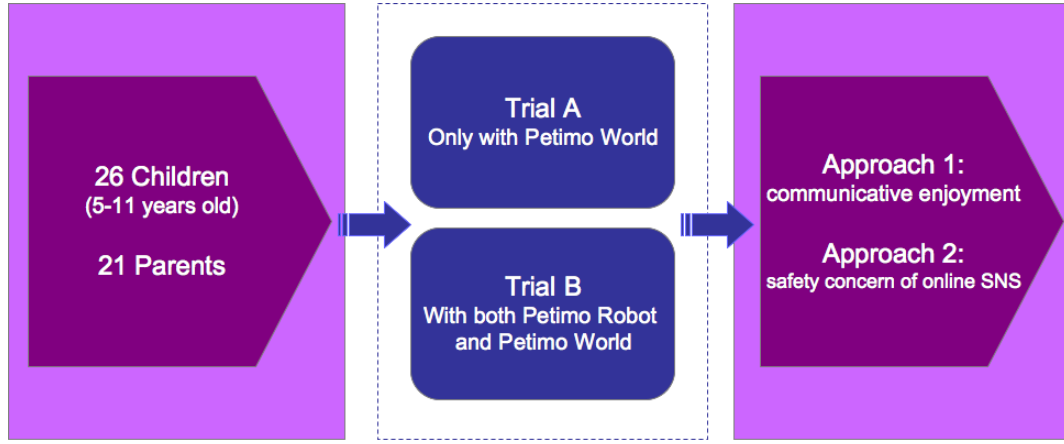 26 Children
(5-11 years old)
21 Parents
Trial A
Only with Petimo World
Trial B
With both Petimo Robot
and Petimo World
Approach 1:
communicative enjoyment
Approach 2:
safety concern of online SNS